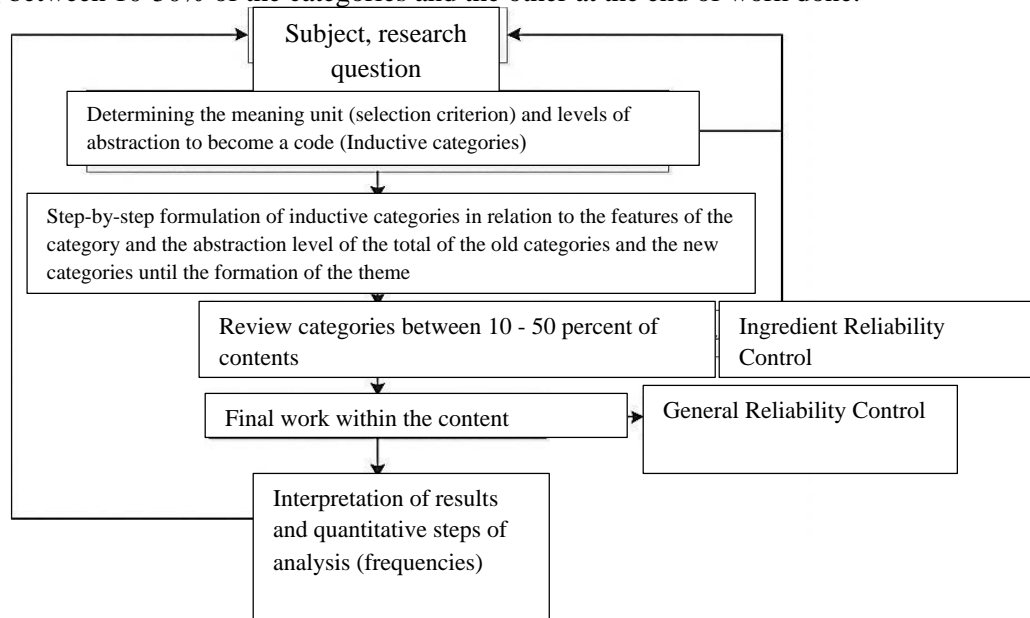 between 10-50% of the categories and the other at the end of work done.
Subject, research
question
Determining the meaning unit (selection criterion) and levels of
abstraction to become a code (Inductive categories)
Step-by-step formulation of inductive categories in relation to the features of the
category and the abstraction level of the total of the old categories and the new
categories until the formation of the theme
Review categories between 10 - 50 percent of
contents
Ingredient Reliability
Control
Final work within the content
General Reliability Control
Interpretation of results
and quantitative steps of
analysis (frequencies)